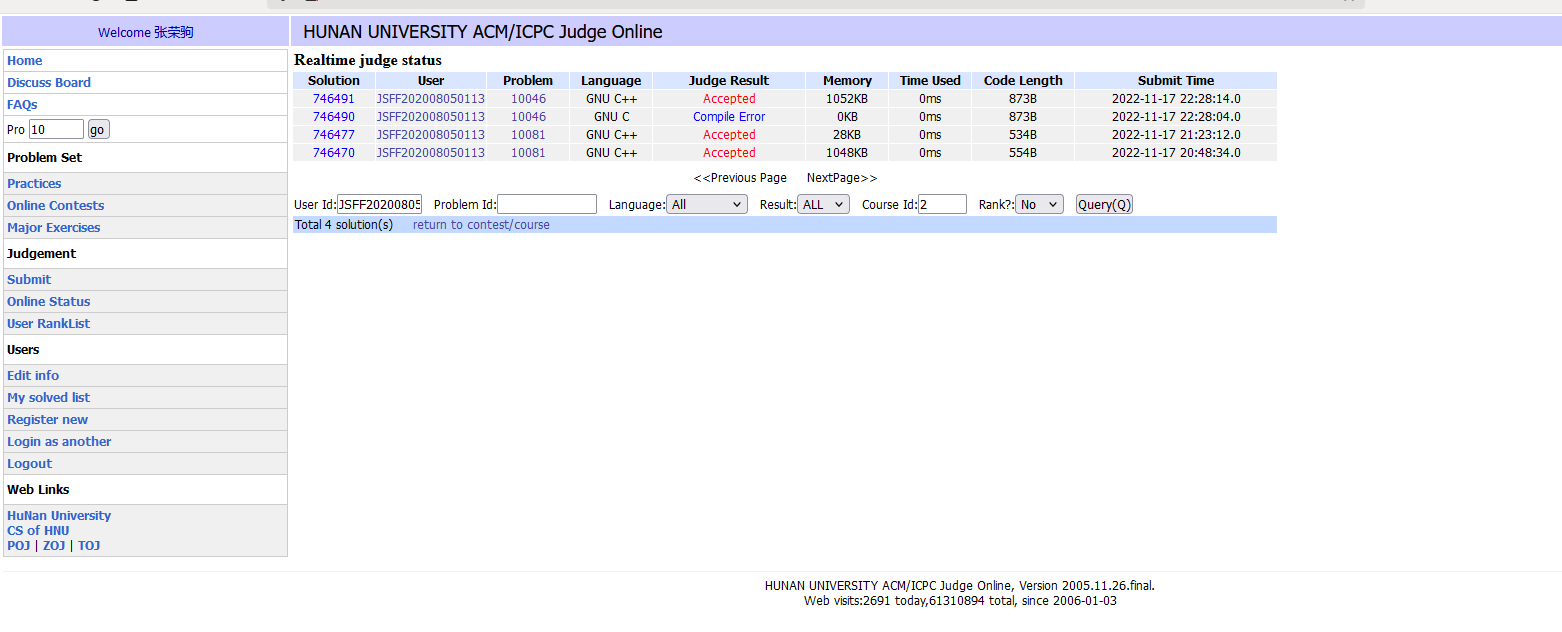 Welcome 张荣驹
HUNAN UNIVERSITY ACM/ICPC Judge Online
Home
Discuss Board
FAQs
Pro 10 go
Problem Set
Practices
Online Contests
Major Exercises
Judgement
Submit
Online Status
User RankList
Users
Edit info
My solved list
Register new
Login as another
Logout
Web Links
HuNan University
CS of HNU
POJ | ZOJ | TOJ
Realtime judge status
Solution User Problem Language Judge Result Memory Time Used Code Length Submit Time
746491 JSFF202008050113 10046 GNU C++ Accepted 1052KB 0ms 873B 2022-11-17 22:28:14.0
746490 JSFF202008050113 10046 GNU C Compile Error 0KB 0ms 873B 2022-11-17 22:28:04.0
746477 JSFF202008050113 10081 GNU C++ Accepted 28KB 0ms 534B 2022-11-17 21:23:12.0
746470 JSFF202008050113 10081 GNU C++ Accepted 1048KB 0ms 554B 2022-11-17 20:48:34.0
<<Previous Page NextPage>>
User Id:JSFF20200805 Problem Id: Language: All Result: ALL Course Id: 2 Rank?: No Query(Q)
Total 4 solution(s) return to contest/course
HUNAN UNIVERSITY ACM/ICPC Judge Online, Version 2005.11.26.final.
Web visits:2691 today,61310894 total, since 2006-01-03